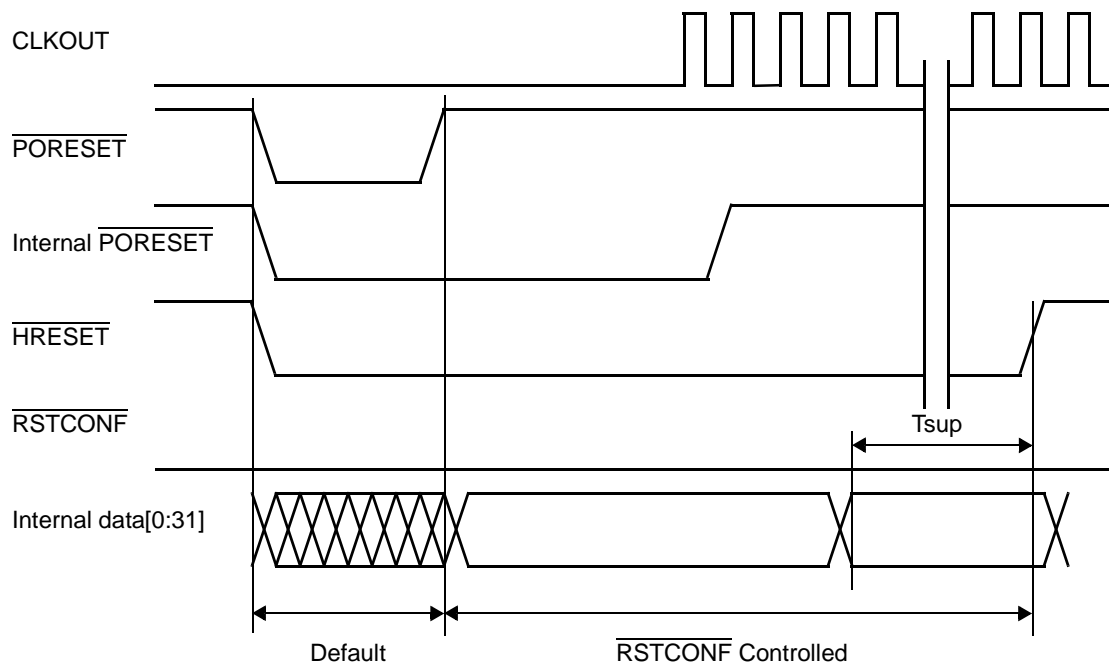 CLKOUT
PORESET
Internal PORESET
HRESET
RSTCONF
Tsup
Internal data[0:31]
Default
RSTCONF Controlled